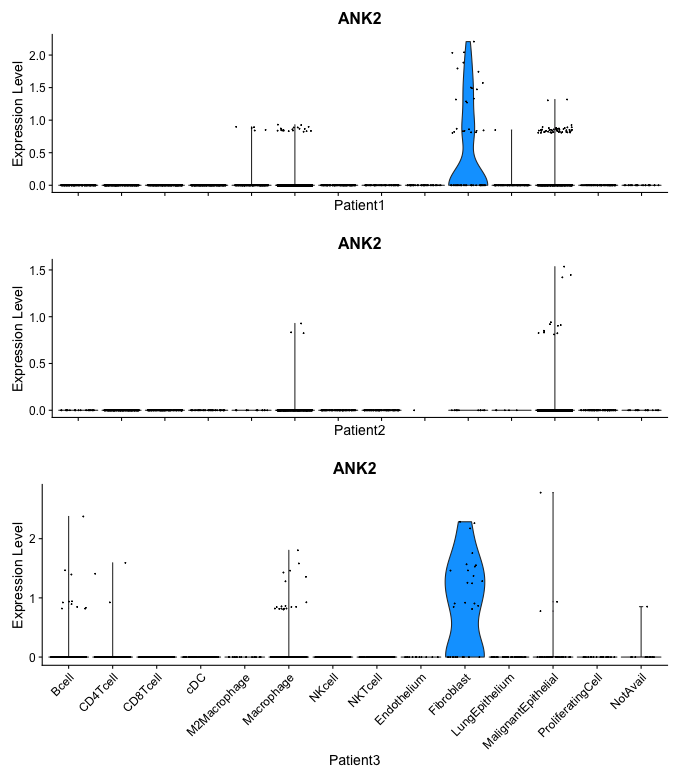 ANK2
Expression Level
2.0
1.5
1.0
0.5
0.0
Patient1
ANK2
Expression Level
1.5
1.0
0.5
0.0
Patient2
ANK2
Expression Level
2
1
0
Bcell
CD4Tcell
CD8Tcell
cDC
M2Macrophage
Macrophage
NKcell
NKTcell
Endothelium
Fibroblast
LungEpithelium
MalignantEpithelial
ProliferatingCell
NotAvail
Patient3